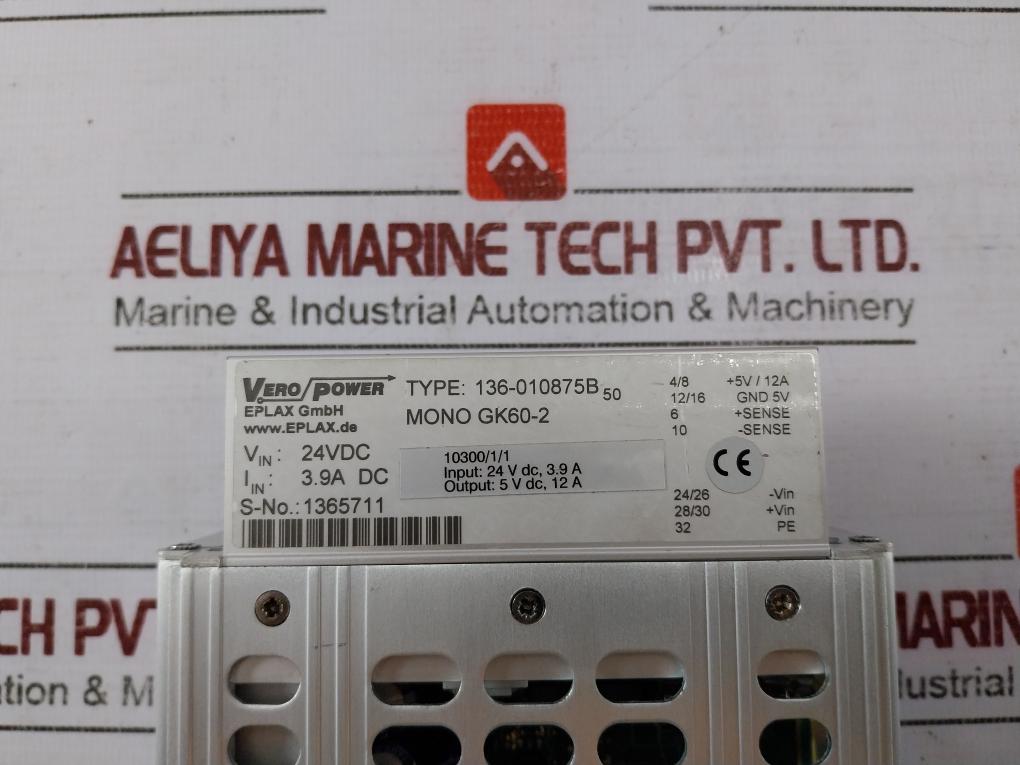 AELIYA MARINE TECH PVT. LTD.
Marine & Industrial Automation & Machinery
VERO POWER
EPLAX GmbH
www.EPLAX.de
TYPE: 136-010875B 50
MONO GK60-2
VIN: 24VDC
IIN: 3.9A DC
S-No.: 1365711
10300/1/1
Input: 24 V dc, 3.9 A
Output: 5 V dc, 12 A
4/8 +5V / 12A
12/16 GND 5V
6 +SENSE
10 -SENSE
CE
24/26 -Vin
28/30 +Vin
32 PE
CH PV
ation & M
MARIN
dustrial